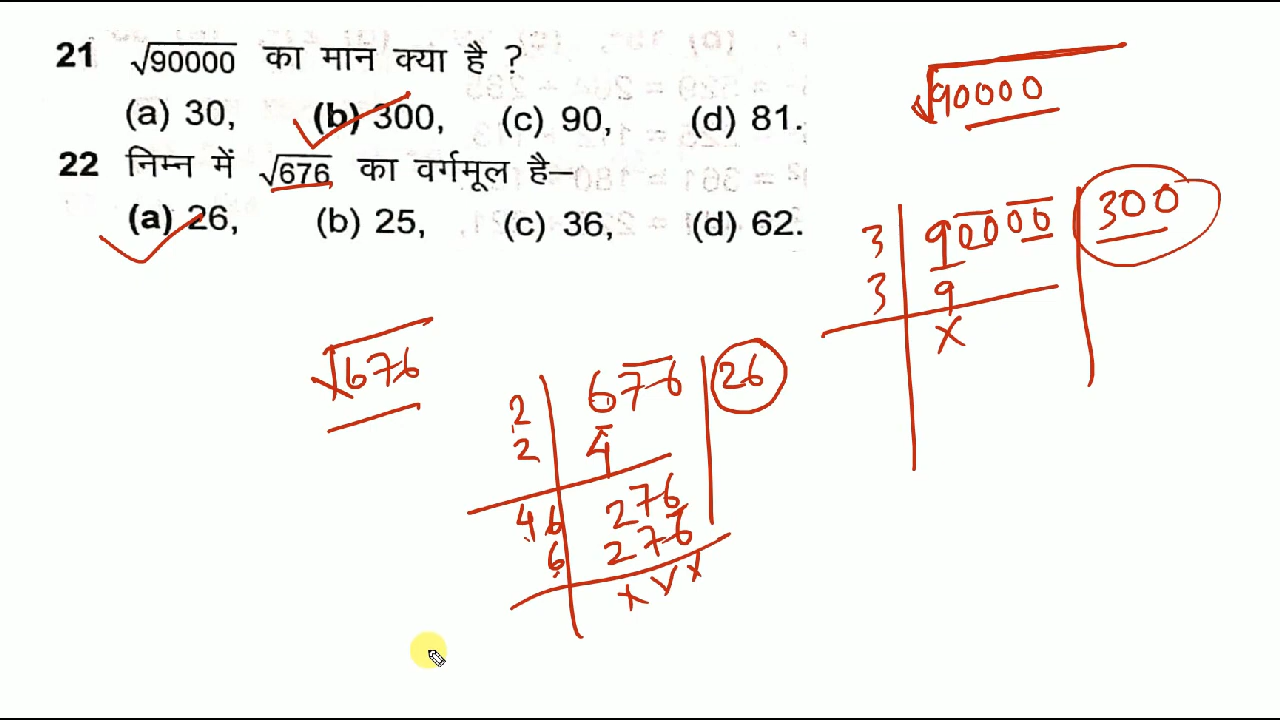 21 √90000 का मान क्या है ?
(a) 30, (b) 300, (c) 90, (d) 81.
22 निम्न में √676 का वर्गमूल है—
(a) 26, (b) 25, (c) 36, (d) 62.
√90000
3 90000 300
3 9
x
√676
2 676 26
2 4
46 276
6 276
x x x